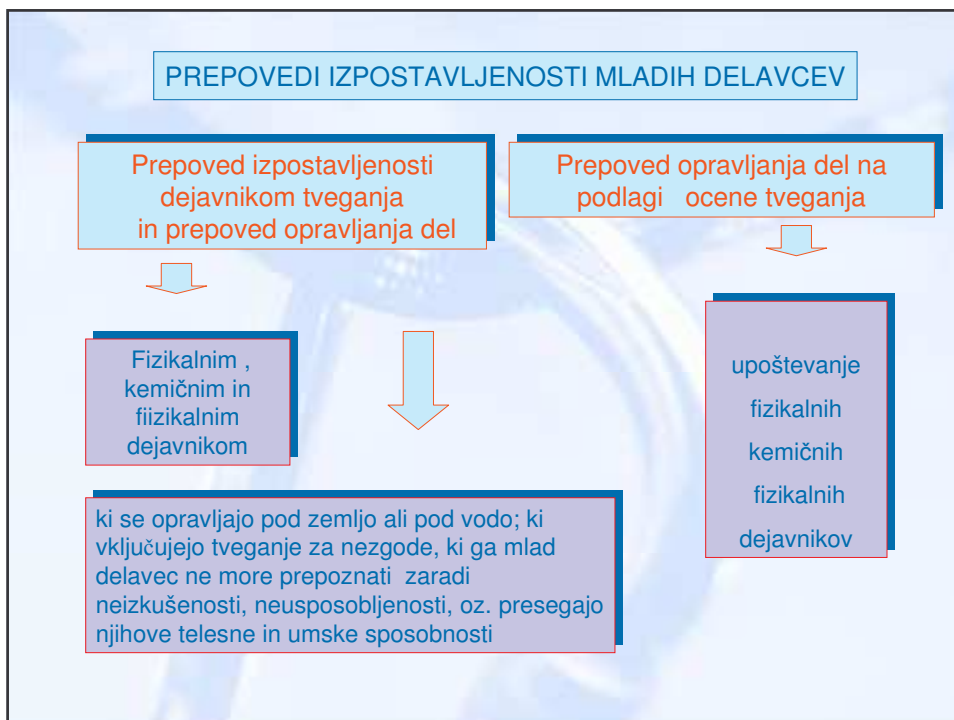 PREPOVEDI IZPOSTAVLJENOSTI MLADIH DELAVCEV
Prepoved izpostavljenosti
dejavnikom tveganja
in prepoved opravljanja del
Prepoved opravljanja del na
podlagi ocene tveganja
Fizikalnim ,
kemičnim in
fiizikalnim
dejavnikom
upoštevanje
fizikalnih
kemičnih
fizikalnih
dejavnikov
ki se opravljajo pod zemljo ali pod vodo; ki
vključujejo tveganje za nezgode, ki ga mlad
delavec ne more prepoznati zaradi
neizkušenosti, neusposobljenosti, oz. presegajo
njihove telesne in umske sposobnosti